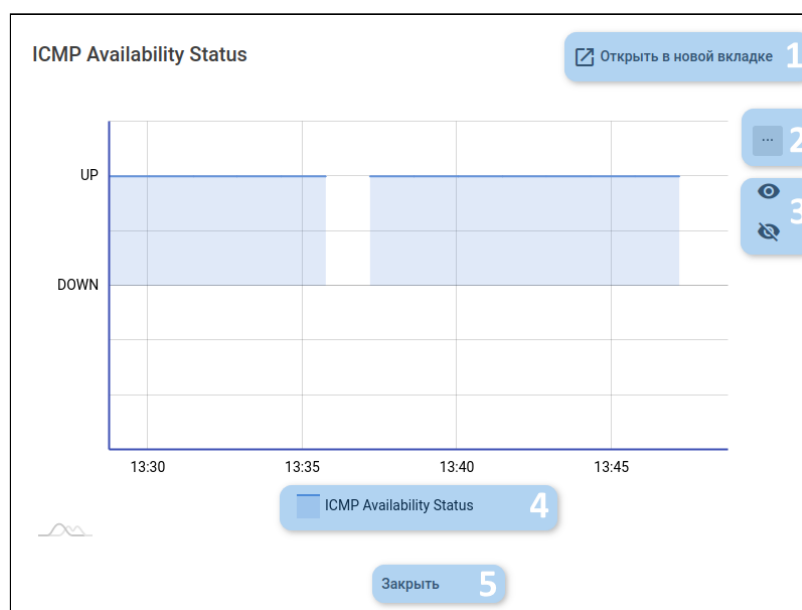 ICMP Availability Status
Открыть в новой вкладке 1
... 2
3
UP
DOWN
13:30 13:35 13:40 13:45
ICMP Availability Status 4
Закрыть 5